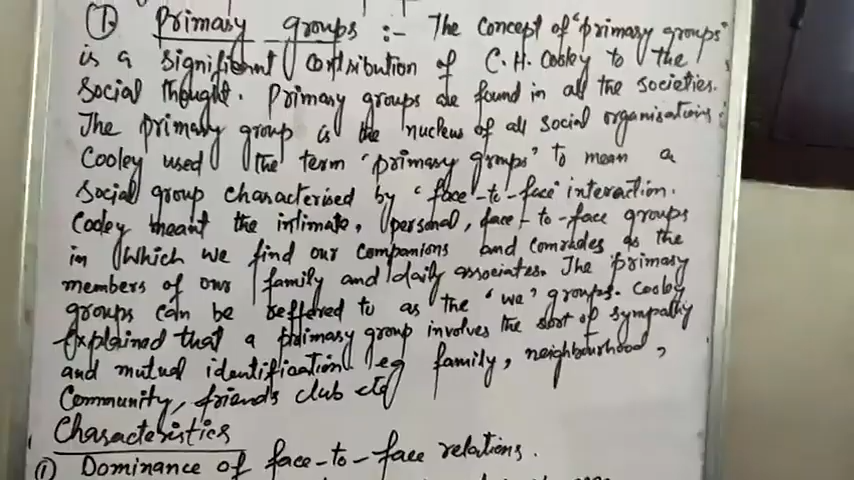 ① Primary groups :- The concept of "primary groups"
is a significant contribution of C.H. Cooley to the
Social thought. Primary groups are found in all the societies.
The primary group is the nucleus of all social organisations.
Cooley used the term 'primary groups' to mean a
Social group characterised by 'face-to-face' interaction.
Cooley meant the intimate, personal, face-to-face groups
in which we find our companions and comrades as the
members of our family and daily associates. The primary
groups can be reffered to as the 'we' groups. Cooley
explained that a primary group involves the sort of sympathy
and mutual identification eg family, neighbourhood,
Community, friends club etc
Characteristics
① Dominance of face-to-face relations.